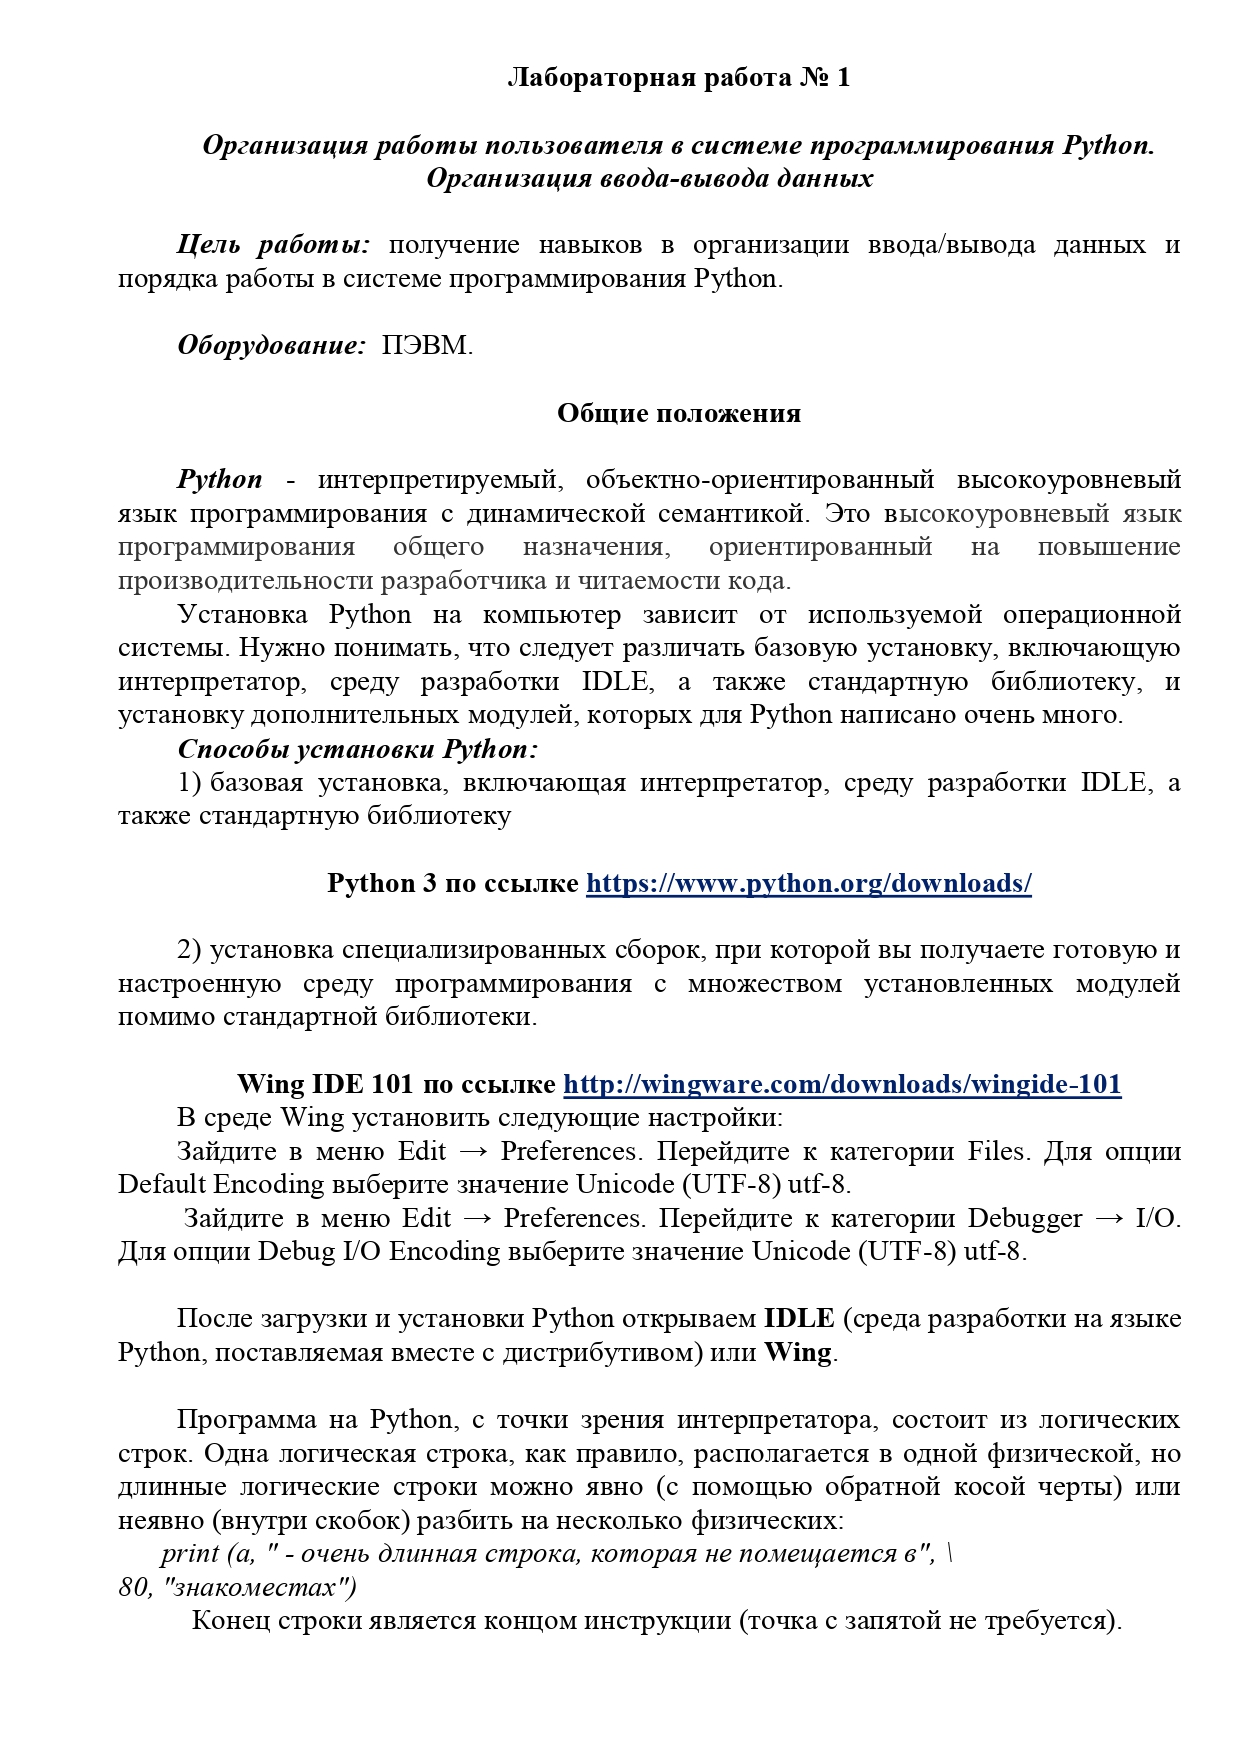 Лабораторная работа № 1
Организация работы пользователя в системе программирования Python.
Организация ввода-вывода данных
Цель работы: получение навыков в организации ввода/вывода данных и
порядка работы в системе программирования Python.
Оборудование: ПЭВМ.
Общие положения
Python - интерпретируемый, объектно-ориентированный высокоуровневый
язык программирования с динамической семантикой. Это высокоуровневый язык
программирования общего назначения, ориентированный на повышение
производительности разработчика и читаемости кода.
Установка Python на компьютер зависит от используемой операционной
системы. Нужно понимать, что следует различать базовую установку, включающую
интерпретатор, среду разработки IDLE, а также стандартную библиотеку, и
установку дополнительных модулей, которых для Python написано очень много.
Способы установки Python:
1) базовая установка, включающая интерпретатор, среду разработки IDLE, а
также стандартную библиотеку
Python 3 по ссылке https://www.python.org/downloads/
2) установка специализированных сборок, при которой вы получаете готовую и
настроенную среду программирования с множеством установленных модулей
помимо стандартной библиотеки.
Wing IDE 101 по ссылке http://wingware.com/downloads/wingide-101
В среде Wing установить следующие настройки:
Зайдите в меню Edit → Preferences. Перейдите к категории Files. Для опции
Default Encoding выберите значение Unicode (UTF-8) utf-8.
Зайдите в меню Edit → Preferences. Перейдите к категории Debugger → I/O.
Для опции Debug I/O Encoding выберите значение Unicode (UTF-8) utf-8.
После загрузки и установки Python открываем IDLE (среда разработки на языке
Python, поставляемая вместе с дистрибутивом) или Wing.
Программа на Python, с точки зрения интерпретатора, состоит из логических
строк. Одна логическая строка, как правило, располагается в одной физической, но
длинные логические строки можно явно (с помощью обратной косой черты) или
неявно (внутри скобок) разбить на несколько физических:
print (a, " - очень длинная строка, которая не помещается в", \
80, "знакоместах")
Конец строки является концом инструкции (точка с запятой не требуется).